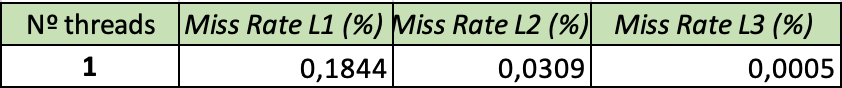 Nº threads Miss Rate L1 (%) Miss Rate L2 (%) Miss Rate L3 (%)
1 0,1844 0,0309 0,0005